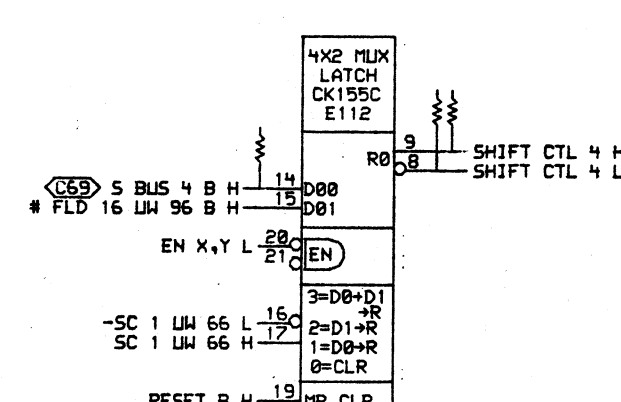 4X2 MUX
LATCH
CK155C
E112
9
R0 SHIFT CTL 4 H
8
SHIFT CTL 4 L
C69 S BUS 4 B H 14 D00
# FLD 16 UW 96 B H 15 D01
EN X,Y L 20
21 EN
3=D0+D1
→R
-SC 1 UW 66 L 16
2=D1→R
SC 1 UW 66 H 17
1=D0→R
0=CLR
RESET B H 19 MR CLR